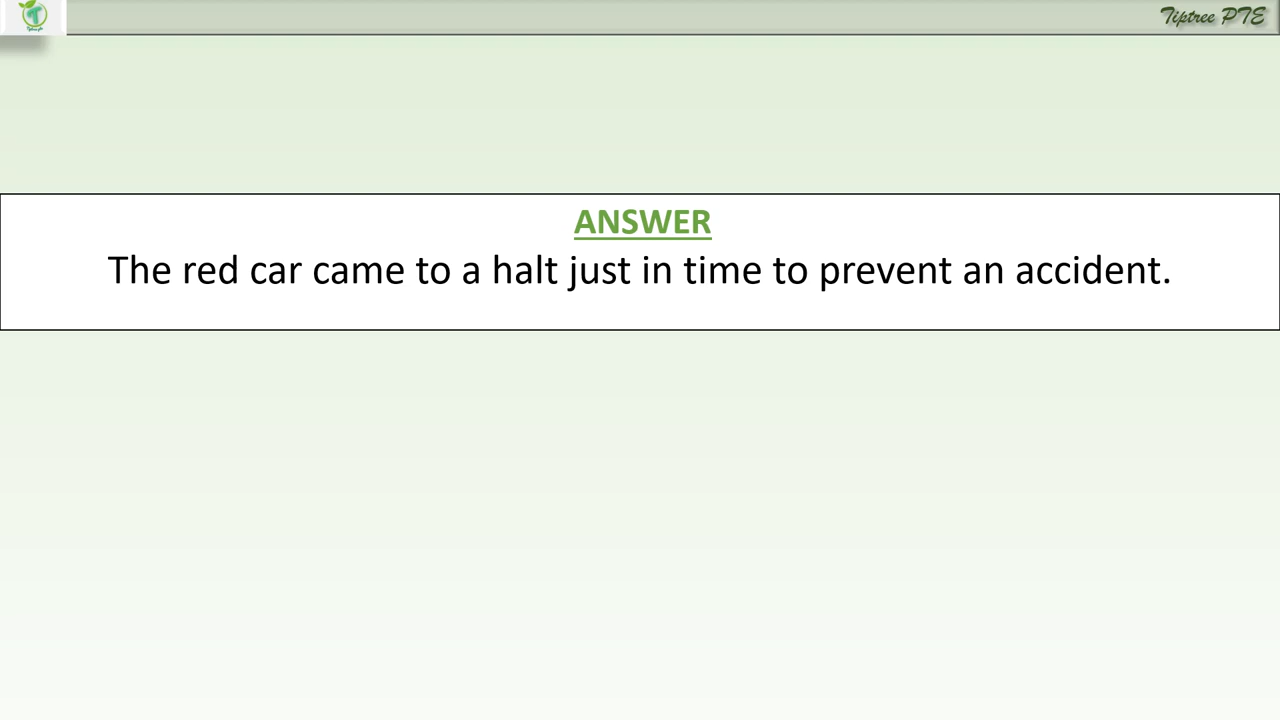 Tiptree PTE
ANSWER
The red car came to a halt just in time to prevent an accident.